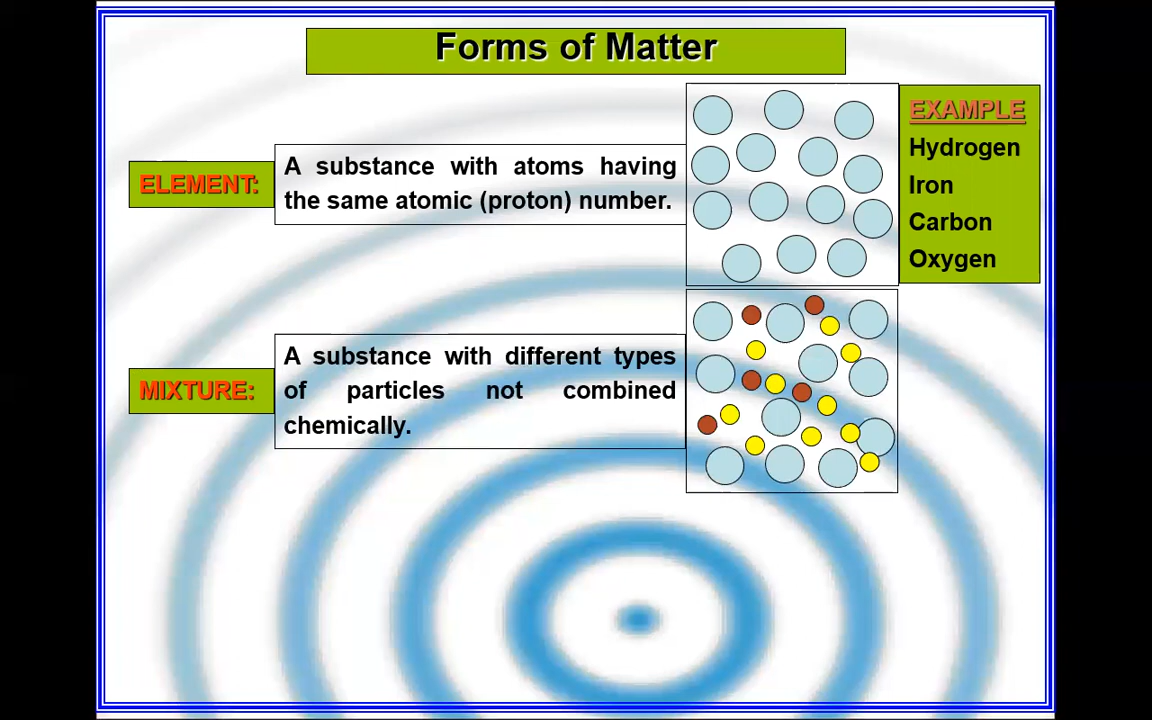 Forms of Matter
ELEMENT:
A substance with atoms having
the same atomic (proton) number.
EXAMPLE
Hydrogen
Iron
Carbon
Oxygen
MIXTURE:
A substance with different types
of particles not combined
chemically.